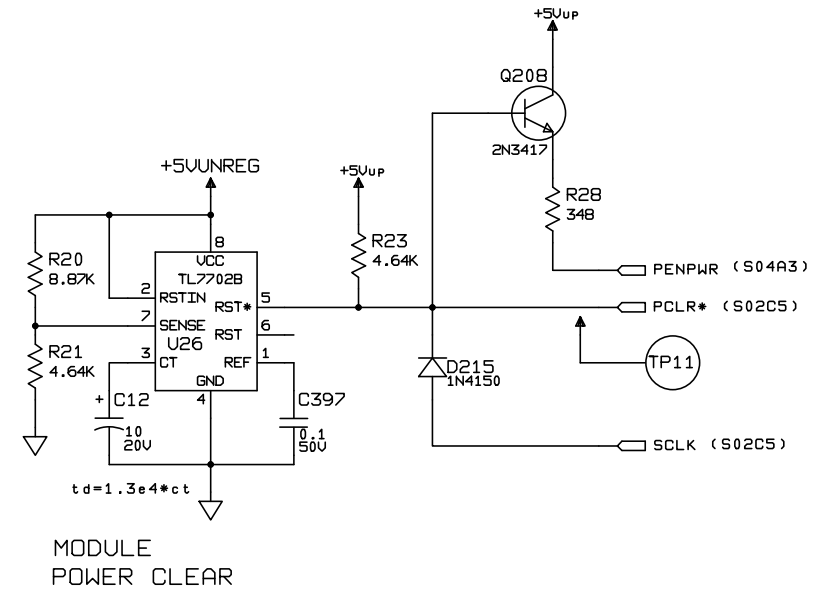 +5Vup
Q208
2N3417
+5VUNREG
+5Vup
R28
348
8
VCC
R23
4.64K
R20
8.87K
TL7702B
PENPWR (S04A3)
2
RSTIN
RST*
5
PCLR* (S02C5)
7
SENSE
RST
6
U26
R21
4.64K
3
CT
REF
1
TP11
D215
1N4150
GND
4
+
C12
10
20V
C397
0.1
50V
SCLK (S02C5)
td=1.3e4*ct
MODULE
POWER CLEAR